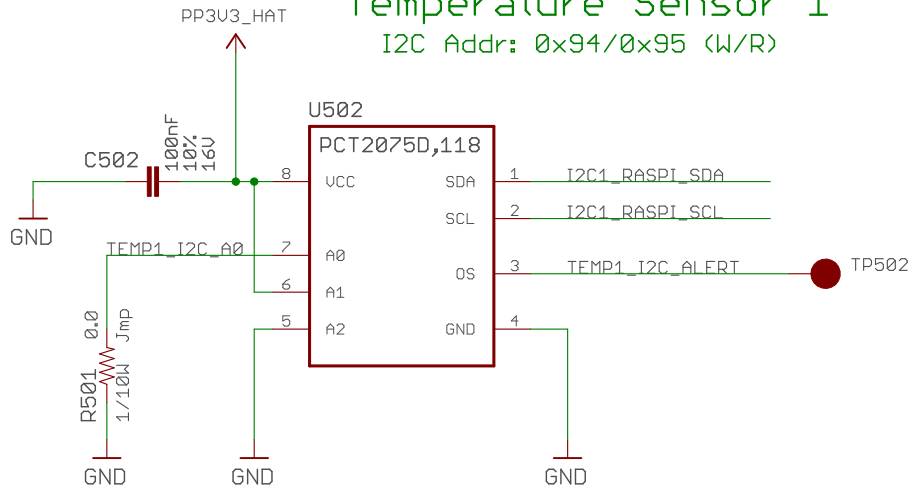 Temperature Sensor 1
I2C Addr: 0x94/0x95 (W/R)
PP3V3_HAT
U502
PCT2075D,118
C502
100nF
10%
16V
8 VCC
SDA 1 I2C1_RASPI_SDA
SCL 2 I2C1_RASPI_SCL
GND
TEMP1_I2C_A0 7 A0
6 A1
OS 3 TEMP1_I2C_ALERT
TP502
5 A2
GND 4
R501
0.0
Jmp
1/10W
GND
GND
GND